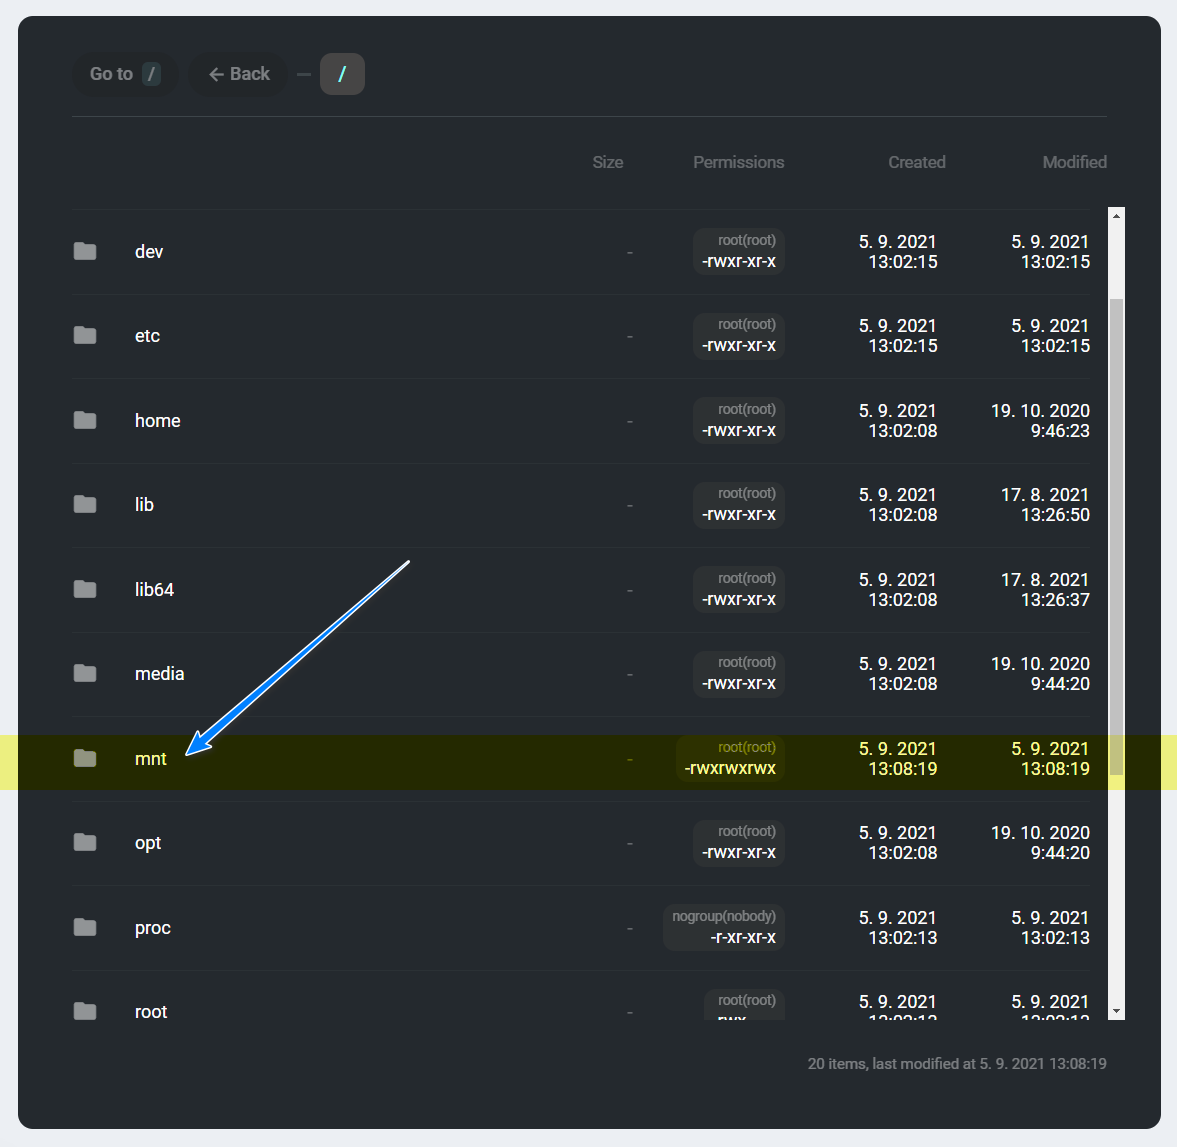 Go to / ← Back — /
Size Permissions Created Modified
dev - root(root) 5. 9. 2021 5. 9. 2021
-rwxr-xr-x 13:02:15 13:02:15
etc - root(root) 5. 9. 2021 5. 9. 2021
-rwxr-xr-x 13:02:15 13:02:15
home - root(root) 5. 9. 2021 19. 10. 2020
-rwxr-xr-x 13:02:08 9:46:23
lib - root(root) 5. 9. 2021 17. 8. 2021
-rwxr-xr-x 13:02:08 13:26:50
lib64 - root(root) 5. 9. 2021 17. 8. 2021
-rwxr-xr-x 13:02:08 13:26:37
media - root(root) 5. 9. 2021 19. 10. 2020
-rwxr-xr-x 13:02:08 9:44:20
mnt - root(root) 5. 9. 2021 5. 9. 2021
-rwxrwxrwx 13:08:19 13:08:19
opt - root(root) 5. 9. 2021 19. 10. 2020
-rwxr-xr-x 13:02:08 9:44:20
proc - nogroup(nobody) 5. 9. 2021 5. 9. 2021
-r-xr-xr-x 13:02:13 13:02:13
root - root(root) 5. 9. 2021 5. 9. 2021
20 items, last modified at 5. 9. 2021 13:08:19